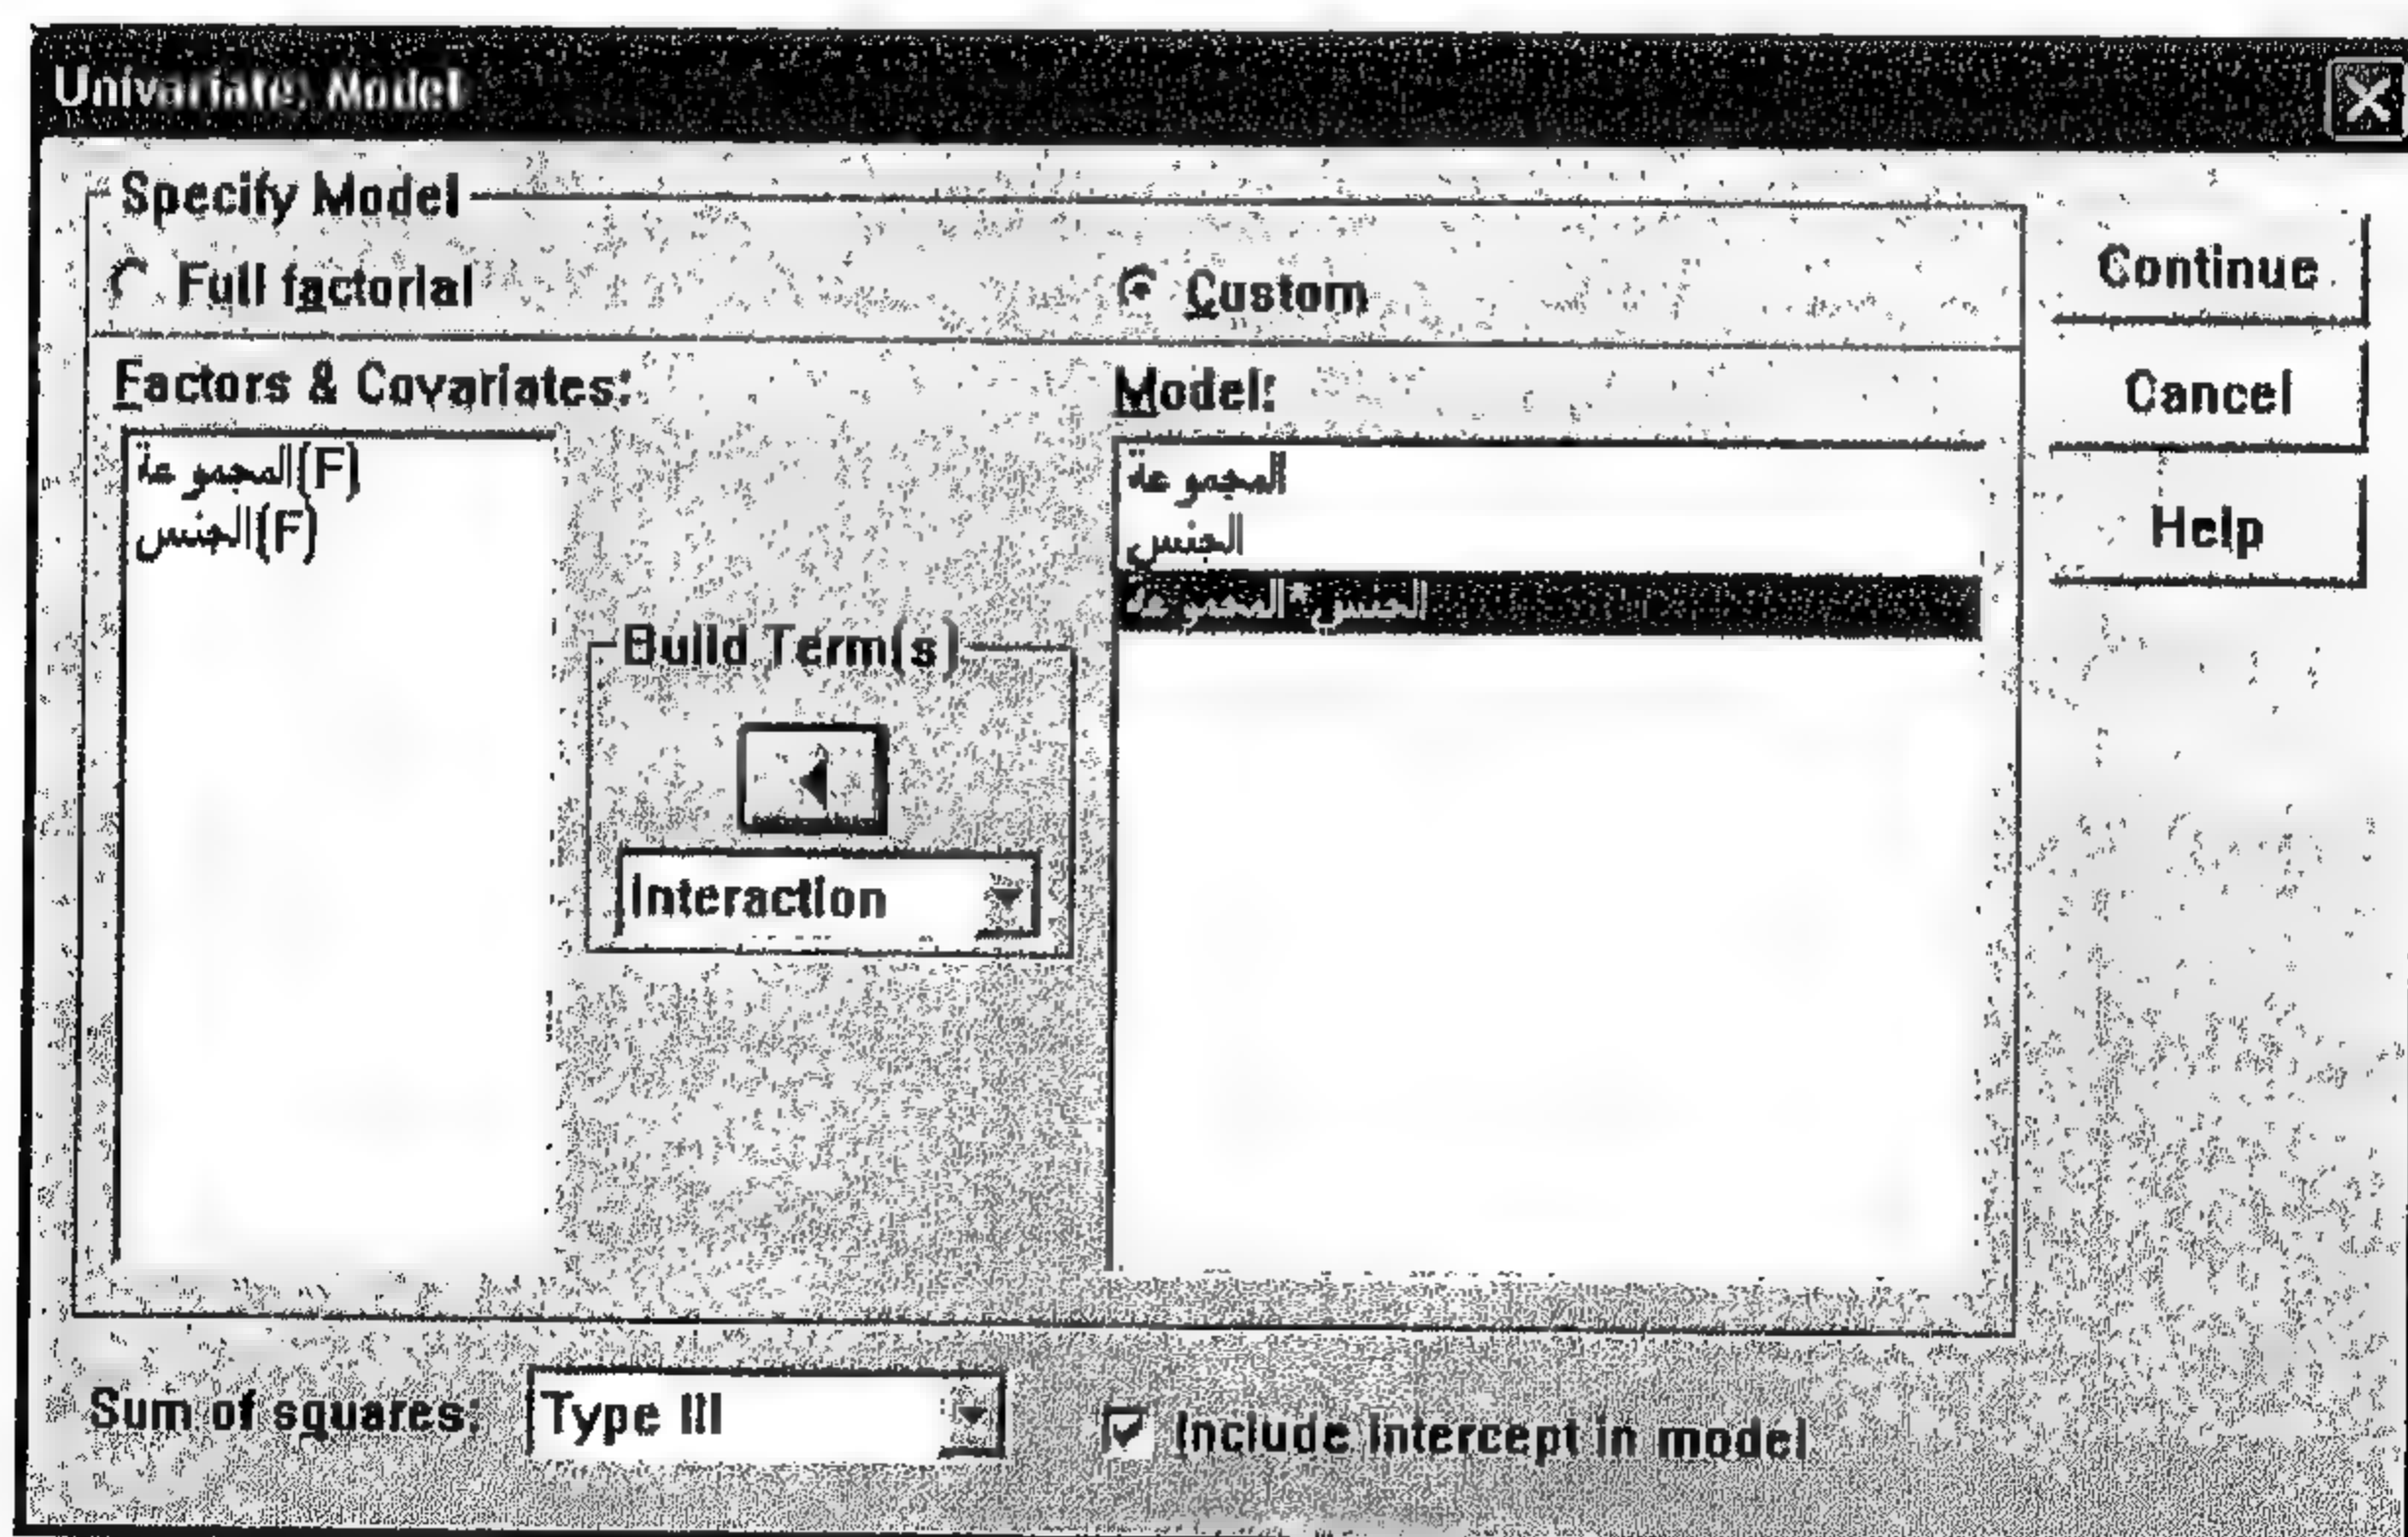 Univariate: Model
Specify Model
Full factorial
Custom
Continue
Cancel
Help
Factors & Covariates:
المجموعة(F)
الجنس(F)
Build Term(s)
Interaction
Model:
المجموعة
الجنس
الجنس*المجموعة
Sum of squares:
Type III
Include intercept in model